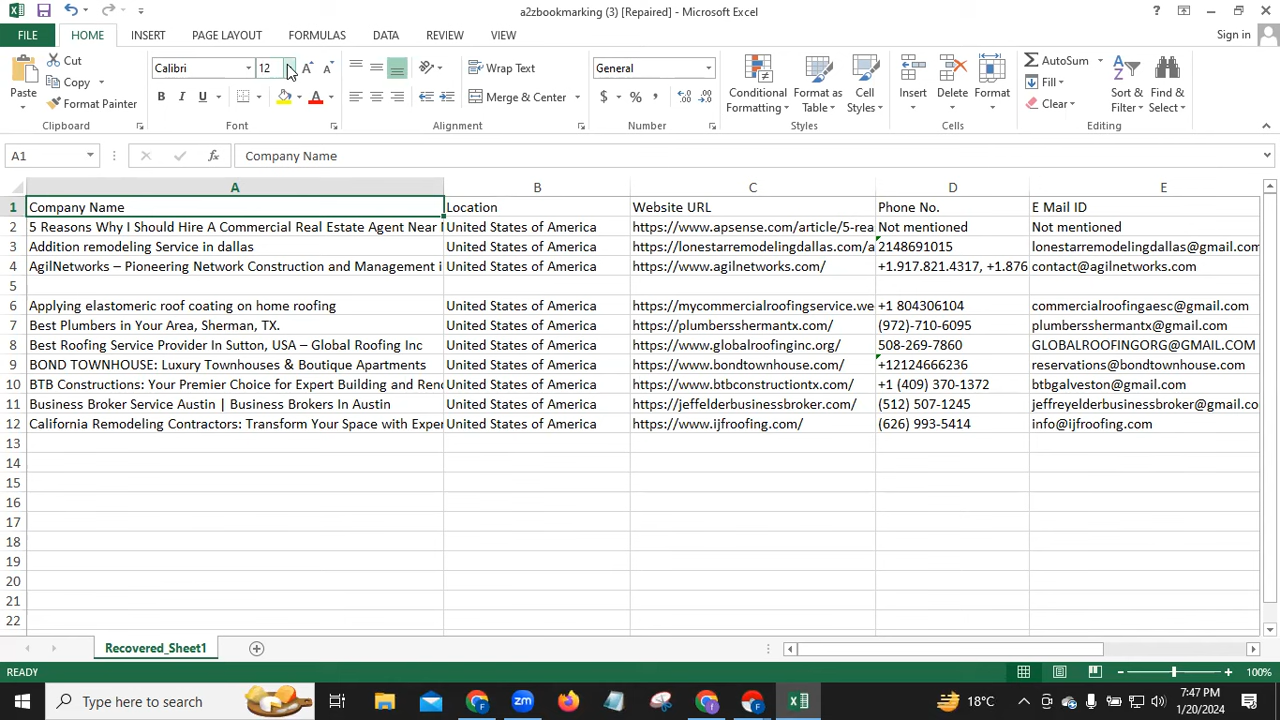 a2zbookmarking (3) [Repaired] - Microsoft Excel
?
FILE HOME INSERT PAGE LAYOUT FORMULAS DATA REVIEW VIEW Sign in
Cut
Copy
Format Painter
Paste
Clipboard
Calibri 12
B I U
Font
Wrap Text
Merge & Center
Alignment
General
$ % ,
Number
Conditional Formatting
Format as Table
Cell Styles
Styles
Insert Delete Format
Cells
AutoSum
Fill
Clear
Sort & Filter
Find & Select
Editing
A1 fx Company Name
A B C D E
1 Company Name Location Website URL Phone No. E Mail ID
2 5 Reasons Why I Should Hire A Commercial Real Estate Agent Near United States of America https://www.apsense.com/article/5-rea Not mentioned Not mentioned
3 Addition remodeling Service in dallas United States of America https://lonestarremodelingdallas.com/a 2148691015 lonestarremodelingdallas@gmail.com
4 AgilNetworks – Pioneering Network Construction and Management i United States of America https://www.agilnetworks.com/ +1.917.821.4317, +1.876 contact@agilnetworks.com
5
6 Applying elastomeric roof coating on home roofing United States of America https://mycommercialroofingservice.we +1 804306104 commercialroofingaesc@gmail.com
7 Best Plumbers in Your Area, Sherman, TX. United States of America https://plumbersshermantx.com/ (972)-710-6095 plumbersshermantx@gmail.com
8 Best Roofing Service Provider In Sutton, USA – Global Roofing Inc United States of America https://www.globalroofinginc.org/ 508-269-7860 GLOBALROOFINGORG@GMAIL.COM
9 BOND TOWNHOUSE: Luxury Townhouses & Boutique Apartments United States of America https://www.bondtownhouse.com/ +12124666236 reservations@bondtownhouse.com
10 BTB Constructions: Your Premier Choice for Expert Building and Reno United States of America https://www.btbconstructiontx.com/ +1 (409) 370-1372 btbgalveston@gmail.com
11 Business Broker Service Austin | Business Brokers In Austin United States of America https://jeffelderbusinessbroker.com/ (512) 507-1245 jeffreyelderbusinessbroker@gmail.co
12 California Remodeling Contractors: Transform Your Space with Exper United States of America https://www.ijfroofing.com/ (626) 993-5414 info@ijfroofing.com
13
14
15
16
17
18
19
20
21
22
Recovered_Sheet1
READY 100%
Type here to search
18°C
7:47 PM
1/20/2024